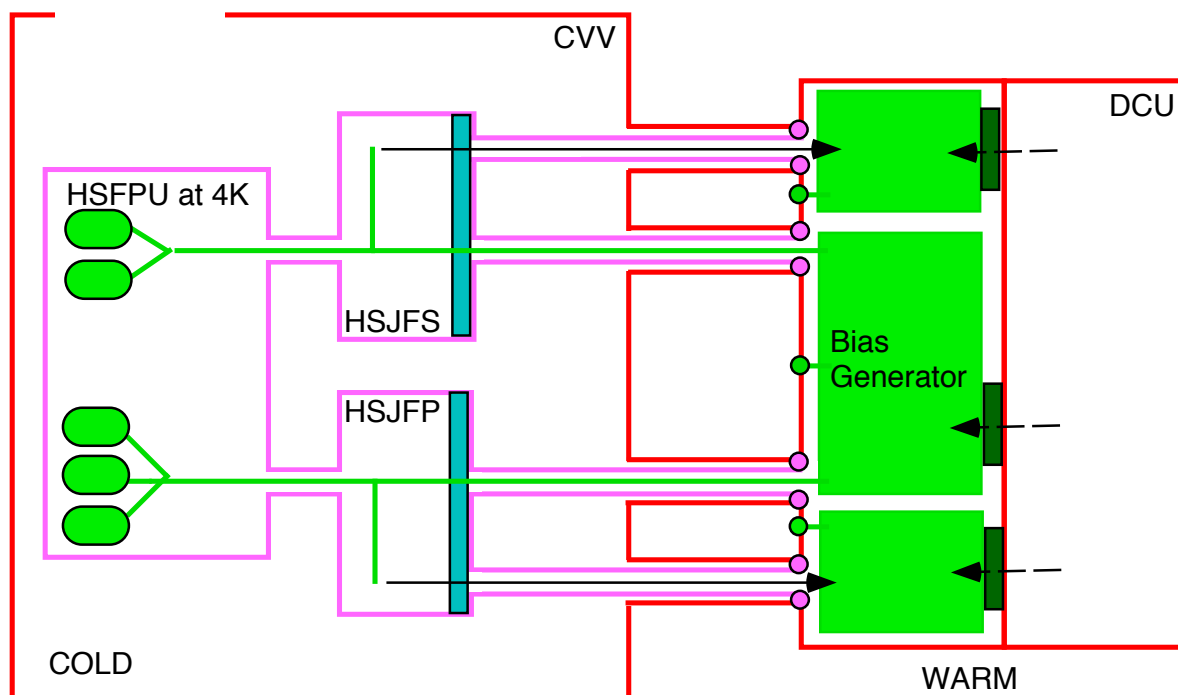 CVV
DCU
HSFPU at 4K
HSJFS
Bias
Generator
HSJFP
COLD
WARM